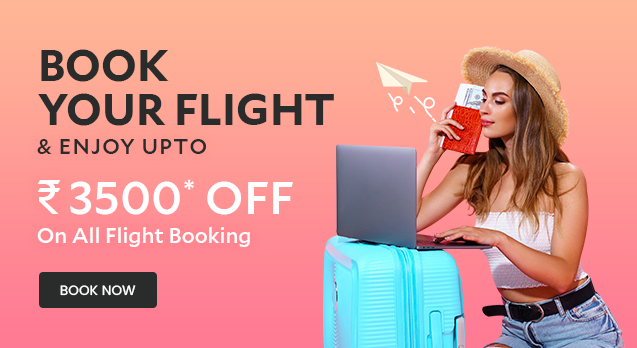 BOOK
YOUR FLIGHT
& ENJOY UPTO
₹ 3500* OFF
On All Flight Booking
BOOK NOW